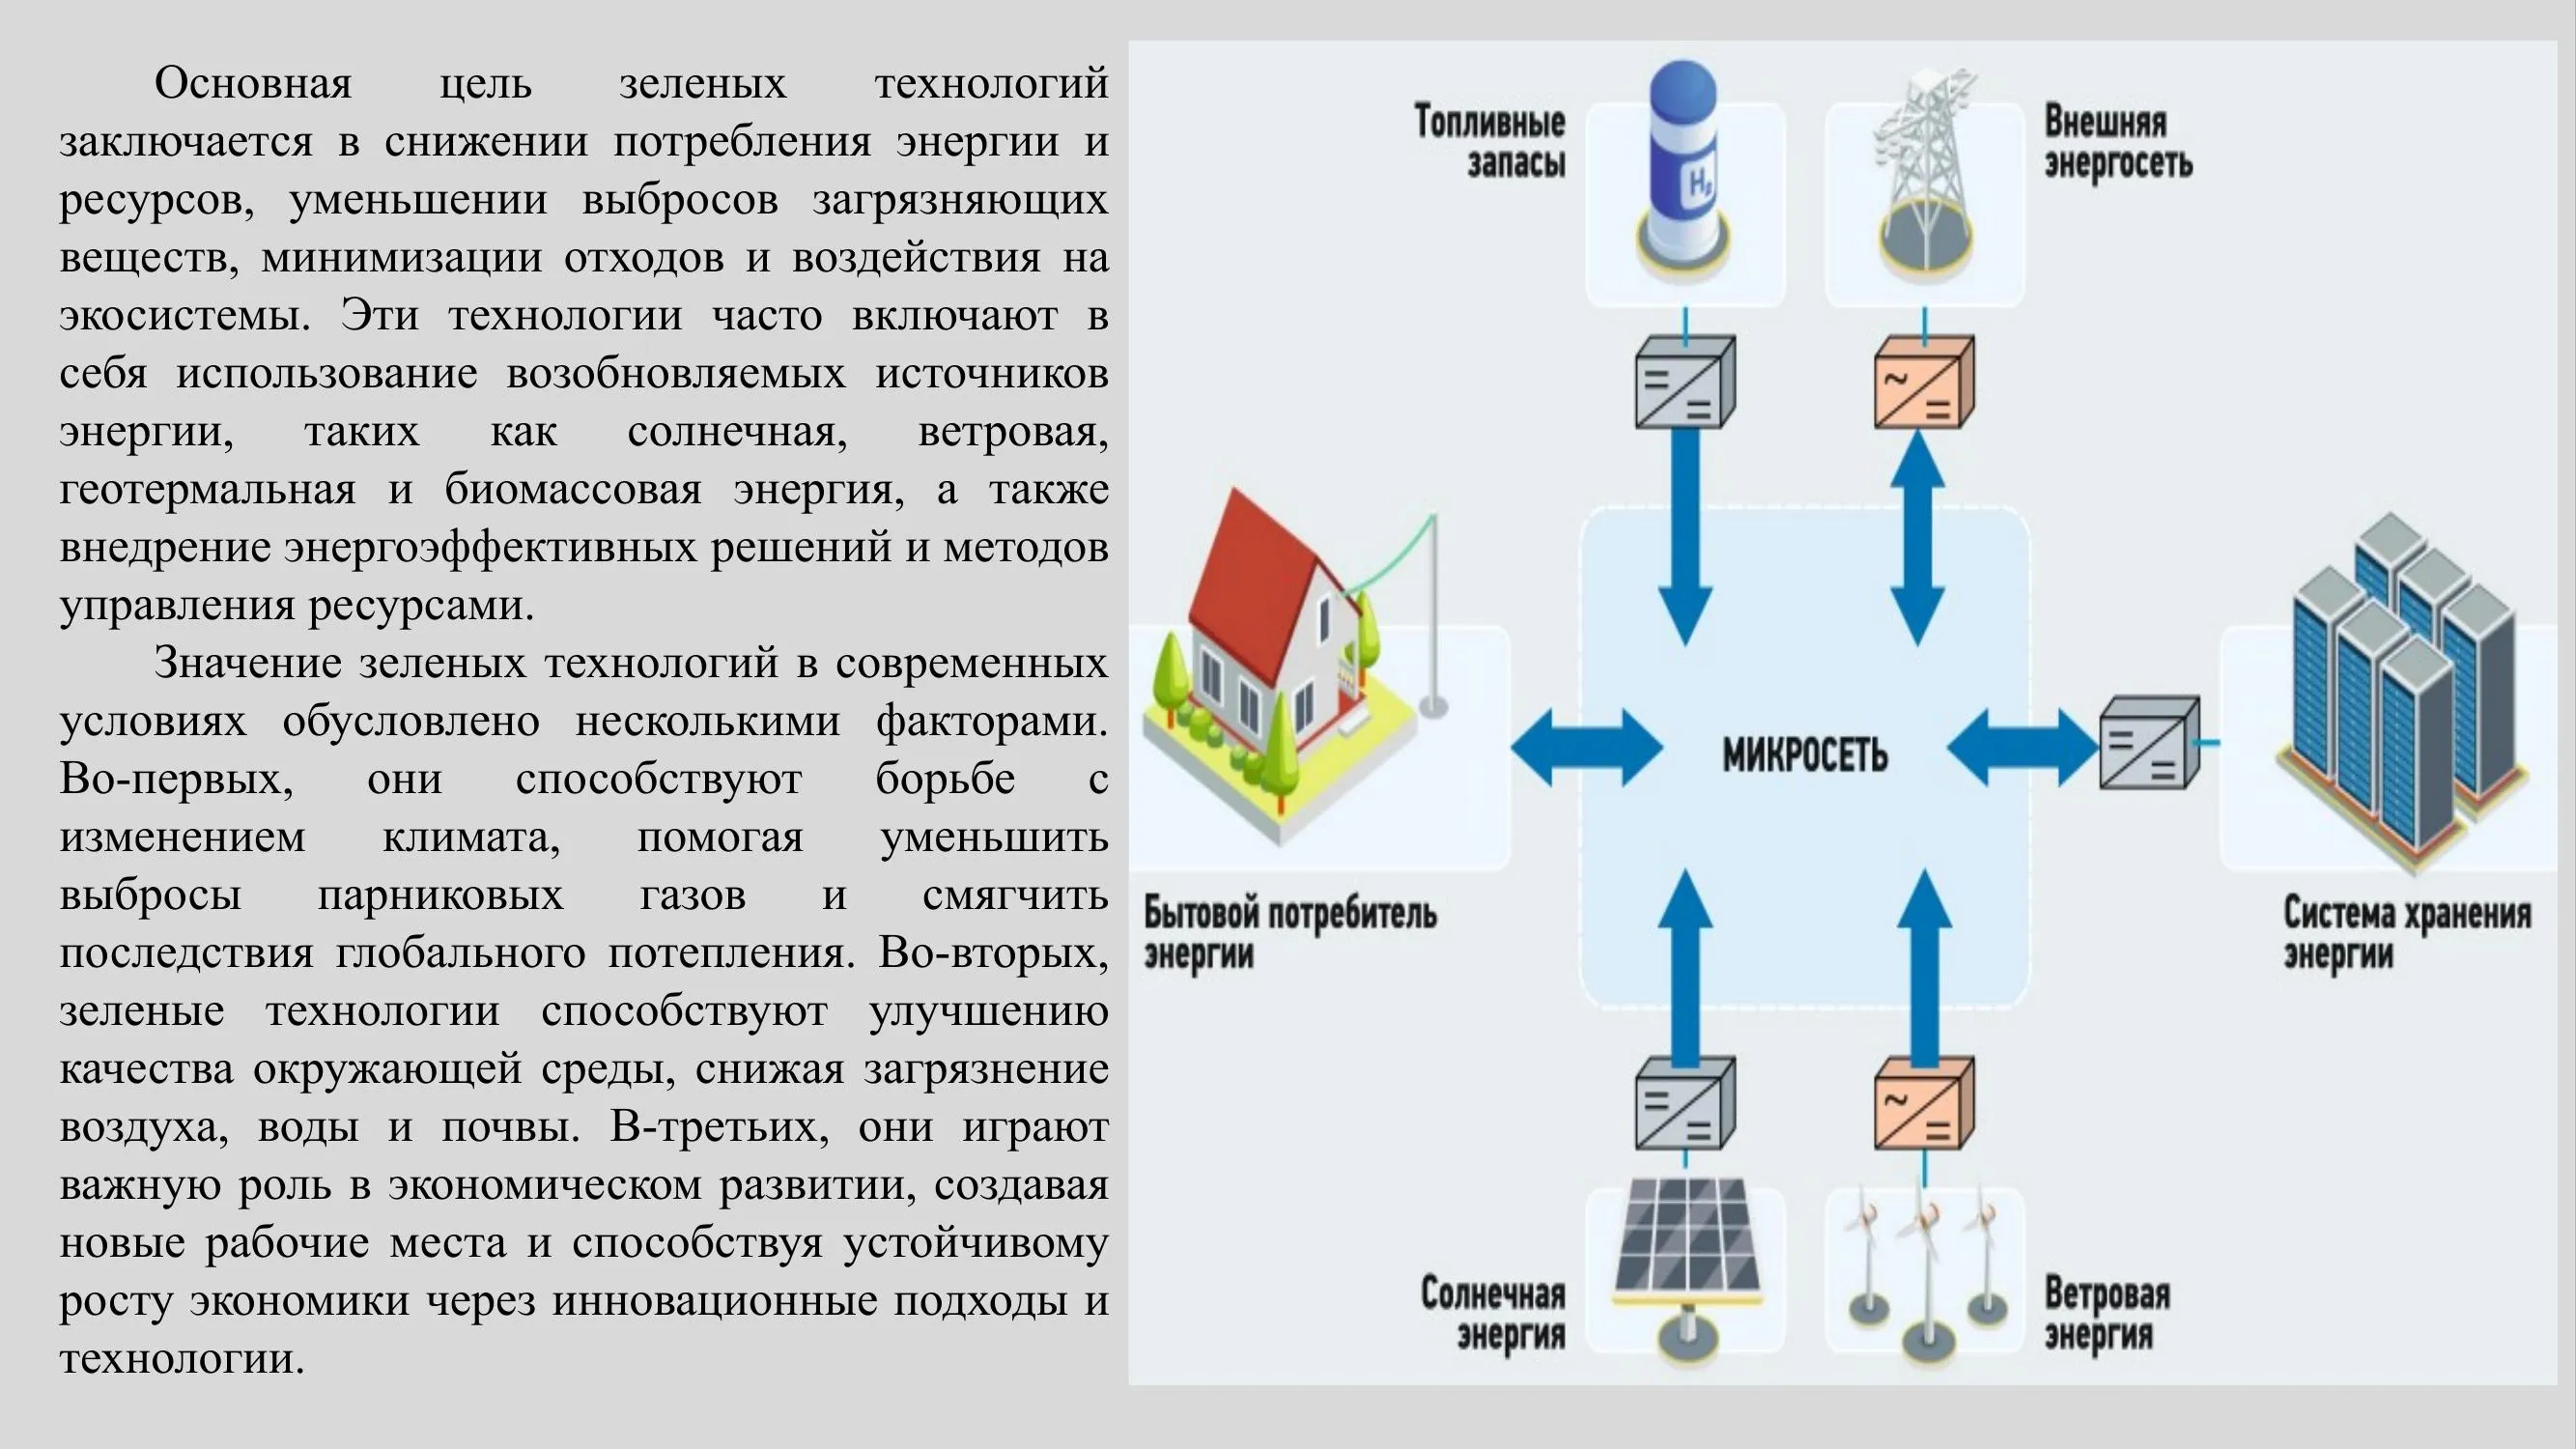 Основная цель зеленых технологий
заключается в снижении потребления энергии и
ресурсов, уменьшении выбросов загрязняющих
веществ, минимизации отходов и воздействия на
экосистемы. Эти технологии часто включают в
себя использование возобновляемых источников
энергии, таких как солнечная, ветровая,
геотермальная и биомассовая энергия, а также
внедрение энергоэффективных решений и методов
управления ресурсами.
Значение зеленых технологий в современных
условиях обусловлено несколькими факторами.
Во-первых, они способствуют борьбе с
изменением климата, помогая уменьшить
выбросы парниковых газов и смягчить
последствия глобального потепления. Во-вторых,
зеленые технологии способствуют улучшению
качества окружающей среды, снижая загрязнение
воздуха, воды и почвы. В-третьих, они играют
важную роль в экономическом развитии, создавая
новые рабочие места и способствуя устойчивому
росту экономики через инновационные подходы и
технологии.
Топливные
запасы
H₂
Внешняя
энергосеть
~
МИКРОСЕТЬ
Бытовой потребитель
энергии
Система хранения
энергии
~
Солнечная
энергия
Ветровая
энергия